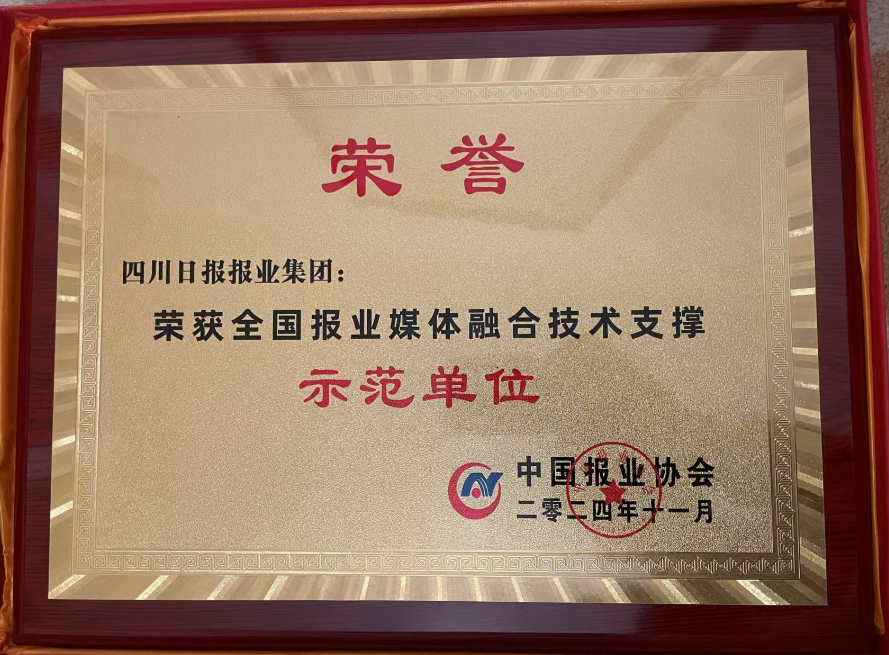 荣誉
四川日报报业集团：
荣获全国报业媒体融合技术支撑
示范单位
中国报业协会
二零二四年十一月